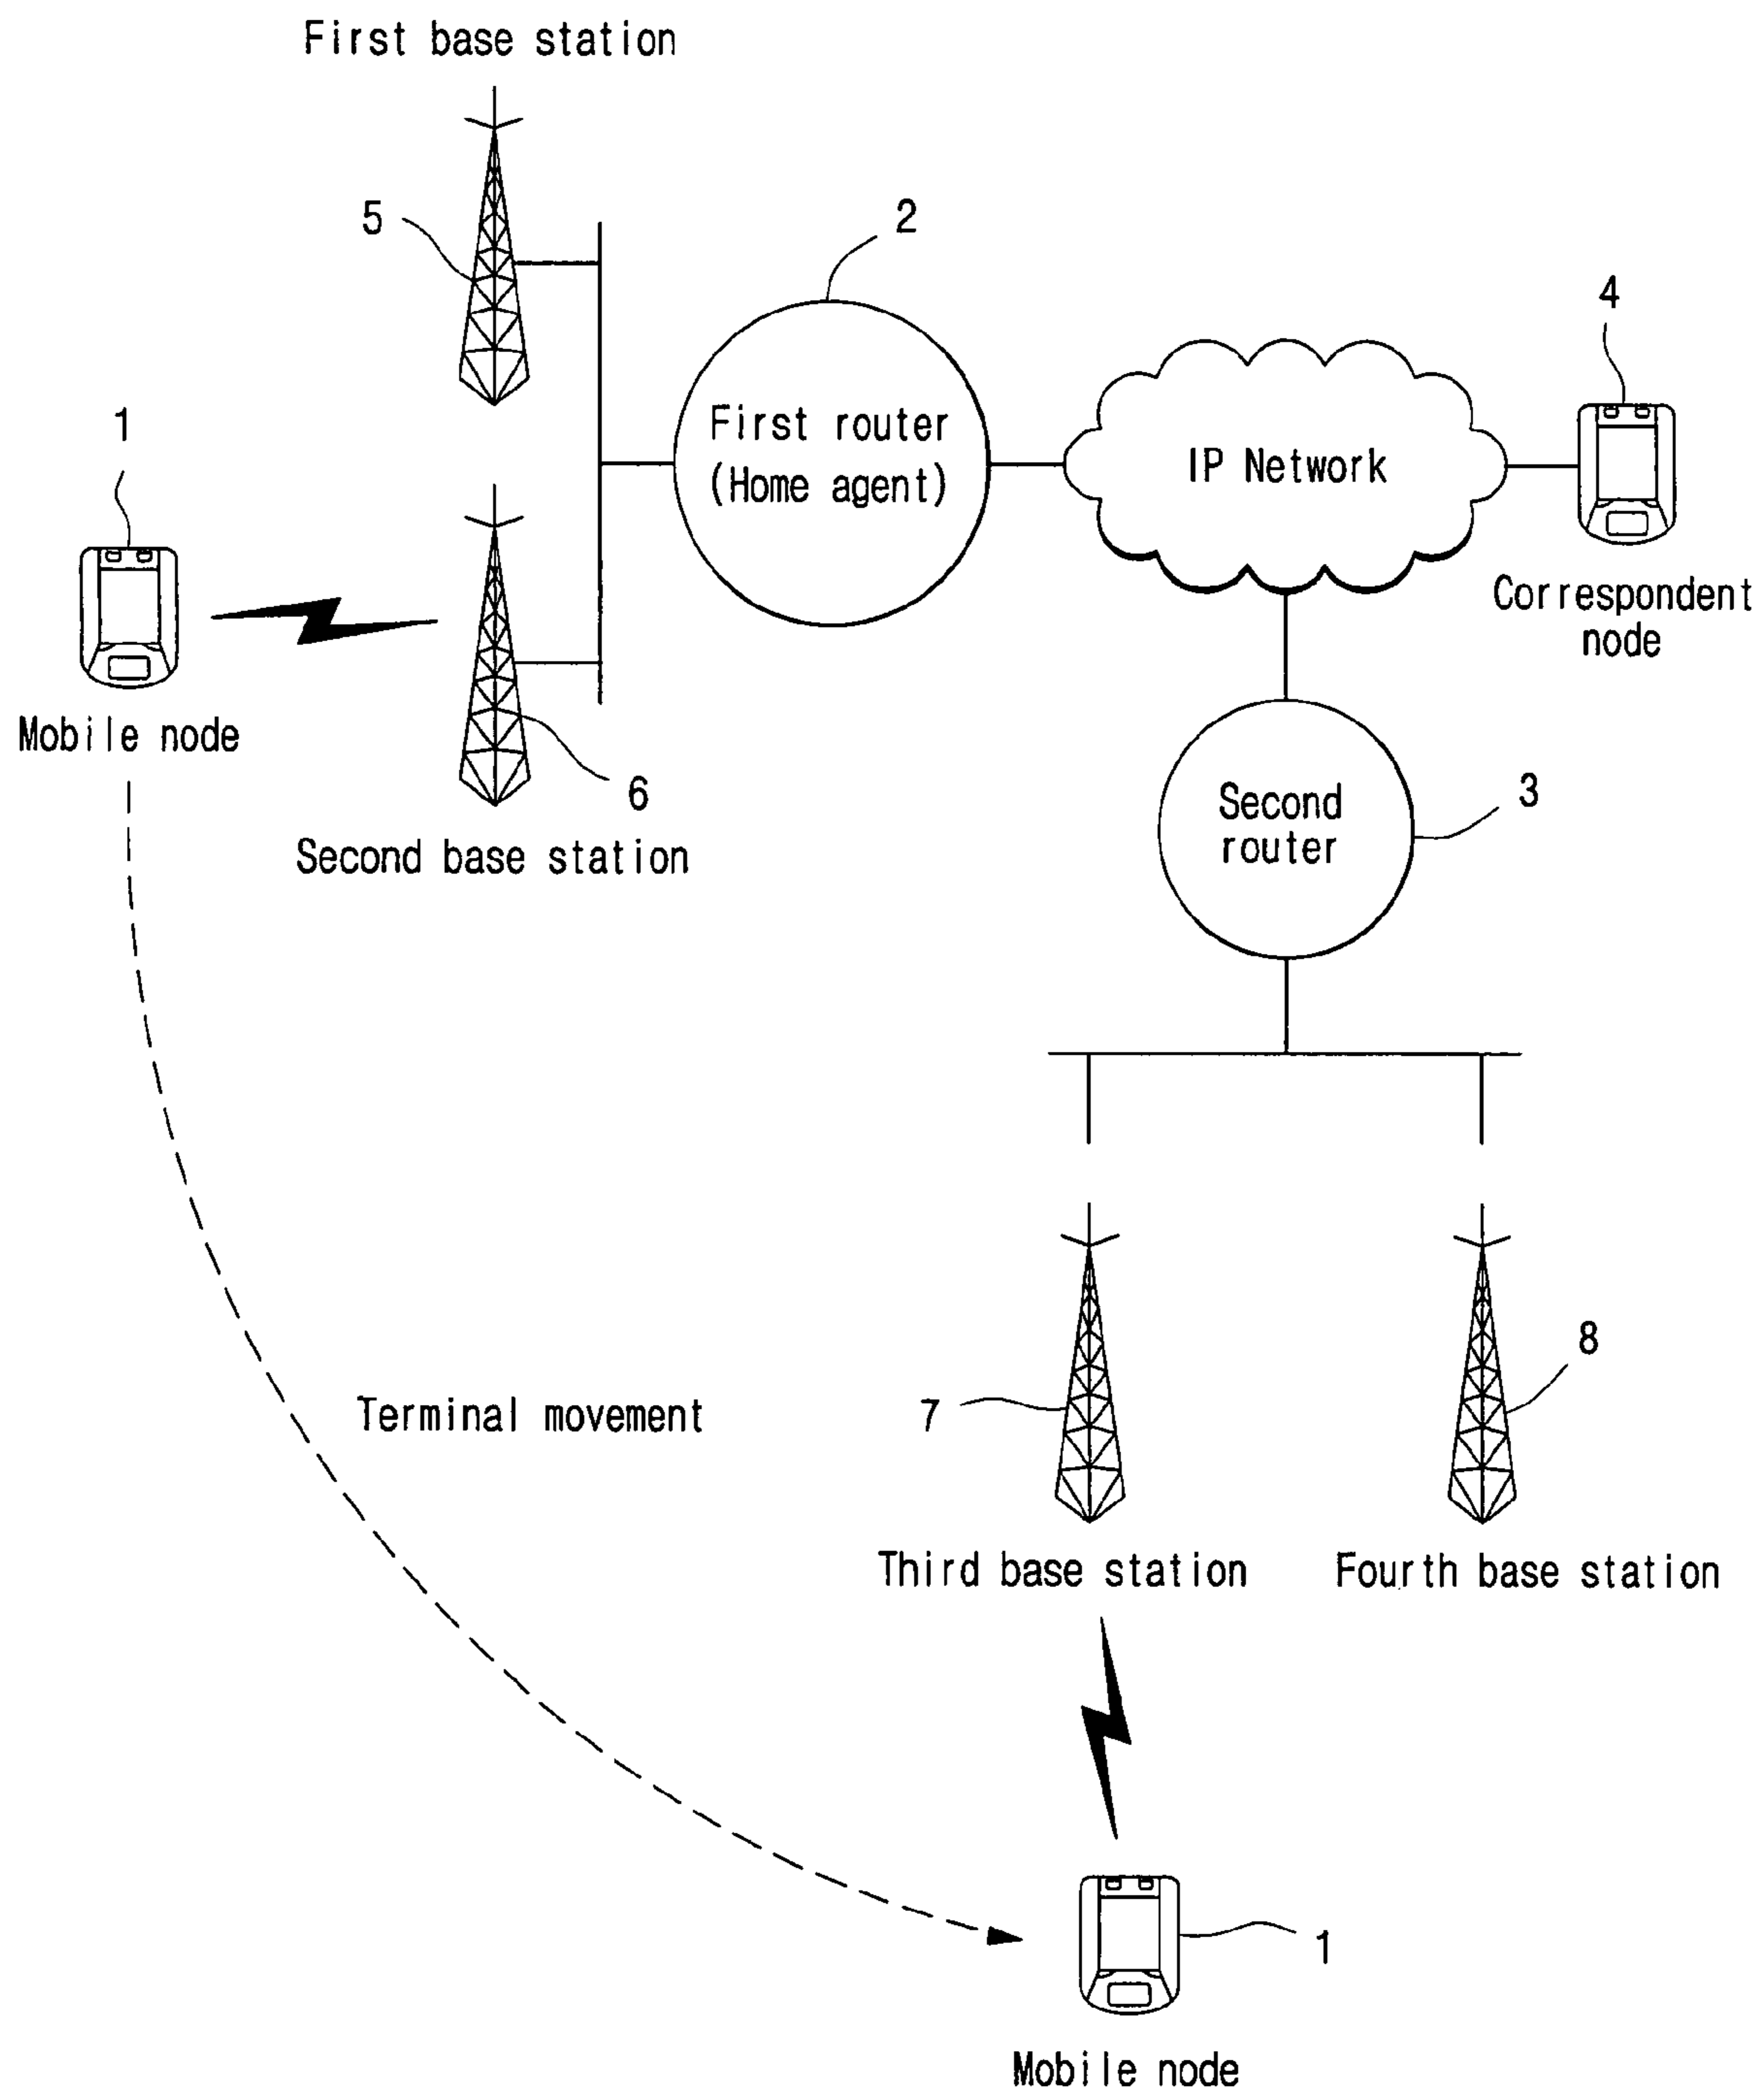 First base station
5
2
4
1
First router
(Home agent)
IP Network
Correspondent
node
Mobile node
6
Second base station
Second
router
3
8
7
Terminal movement
Third base station
Fourth base station
1
Mobile node